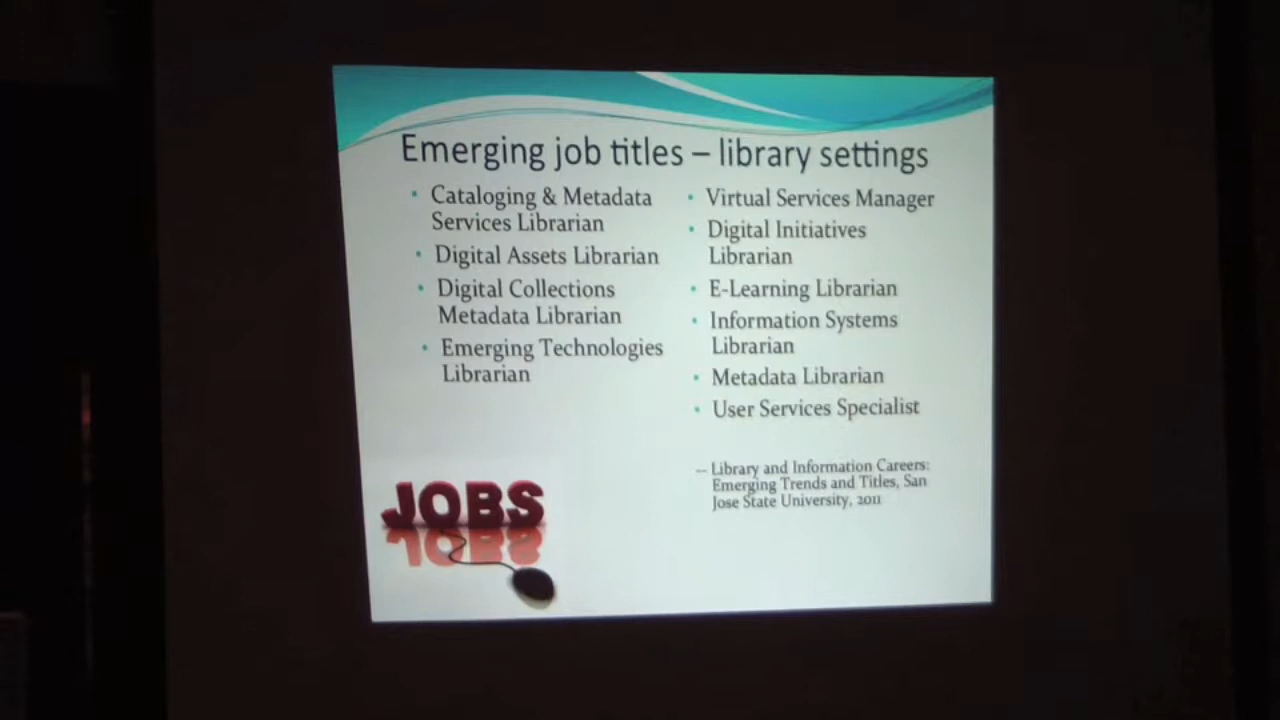 Emerging job titles – library settings
• Cataloging & Metadata
Services Librarian
• Digital Assets Librarian
• Digital Collections
Metadata Librarian
• Emerging Technologies
Librarian
• Virtual Services Manager
• Digital Initiatives
Librarian
• E-Learning Librarian
• Information Systems
Librarian
• Metadata Librarian
• User Services Specialist
-- Library and Information Careers:
Emerging Trends and Titles, San
Jose State University, 2011
JOBS